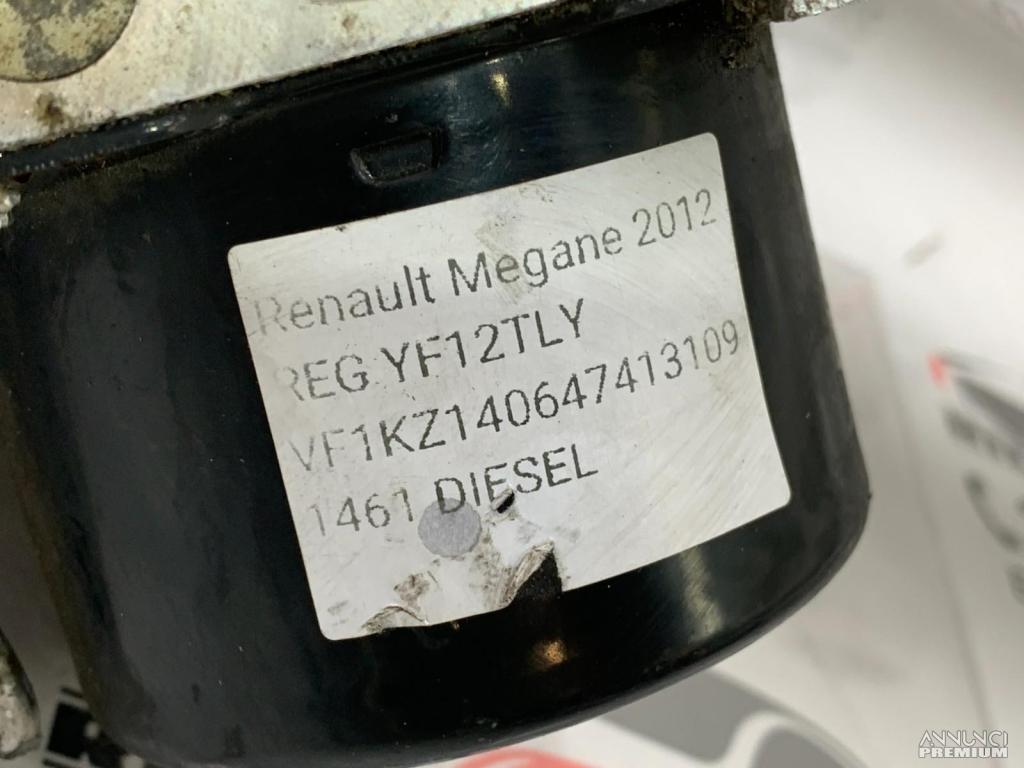 Renault Megane 2012
REG YF12TLY
VF1KZ140647413109
1461 DIESEL
ANNUNCI
PREMIUM